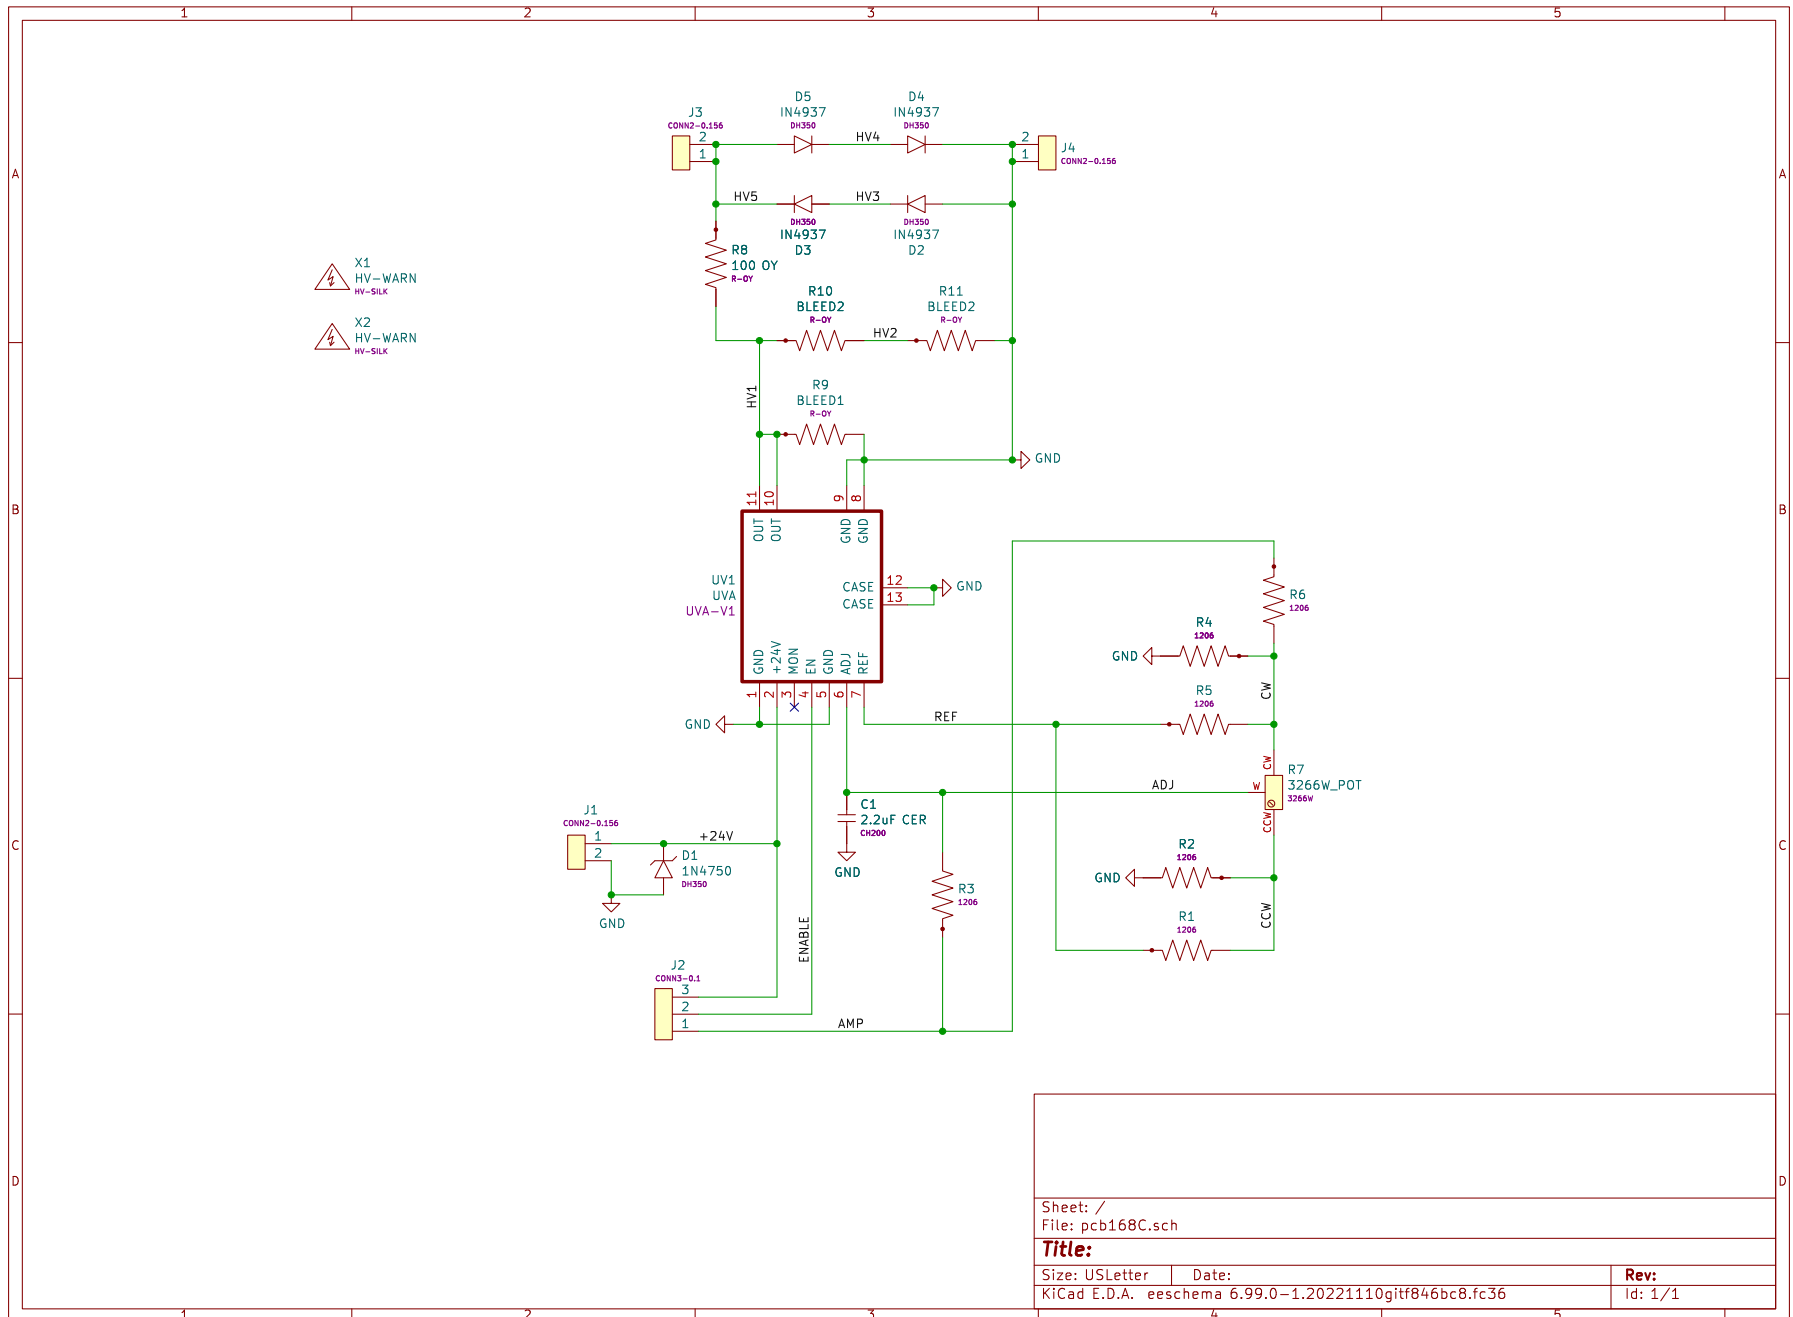 1 2 3 4 5
D5
IN4937
DH350
D4
IN4937
DH350
J3
CONN2-0.156
2
1
HV4
2
1
J4
CONN2-0.156
A
A
HV5
HV3
DH350
IN4937
D3
DH350
IN4937
D2
R8
100 OY
R-OY
X1
HV-WARN
HV-SILK
X2
HV-WARN
HV-SILK
R10
BLEED2
R-OY
HV2
R11
BLEED2
R-OY
HV1
R9
BLEED1
R-OY
GND
11 10 9 8
B
B
OUT OUT GND GND
UV1
UVA
UVA-V1
CASE 12
CASE 13
GND
GND +24V MON EN GND ADJ REF
1 2 3 4 5 6 7
GND
REF
R6
1206
R4
1206
GND
CW
R5
1206
CW
R7
3266W_POT
3266W
W
CCW
ADJ
C1
2.2uF CER
CH200
GND
J1
CONN2-0.156
1
2
+24V
D1
1N4750
DH350
GND
C
C
R2
1206
GND
R3
1206
CCW
R1
1206
ENABLE
J2
CONN3-0.1
3
2
1
AMP
D
D
Sheet: /
File: pcb168C.sch
Title:
Size: USLetter Date: Rev:
KiCad E.D.A. eeschema 6.99.0-1.20221110gitf846bc8.fc36 Id: 1/1
1 2 3 4 5